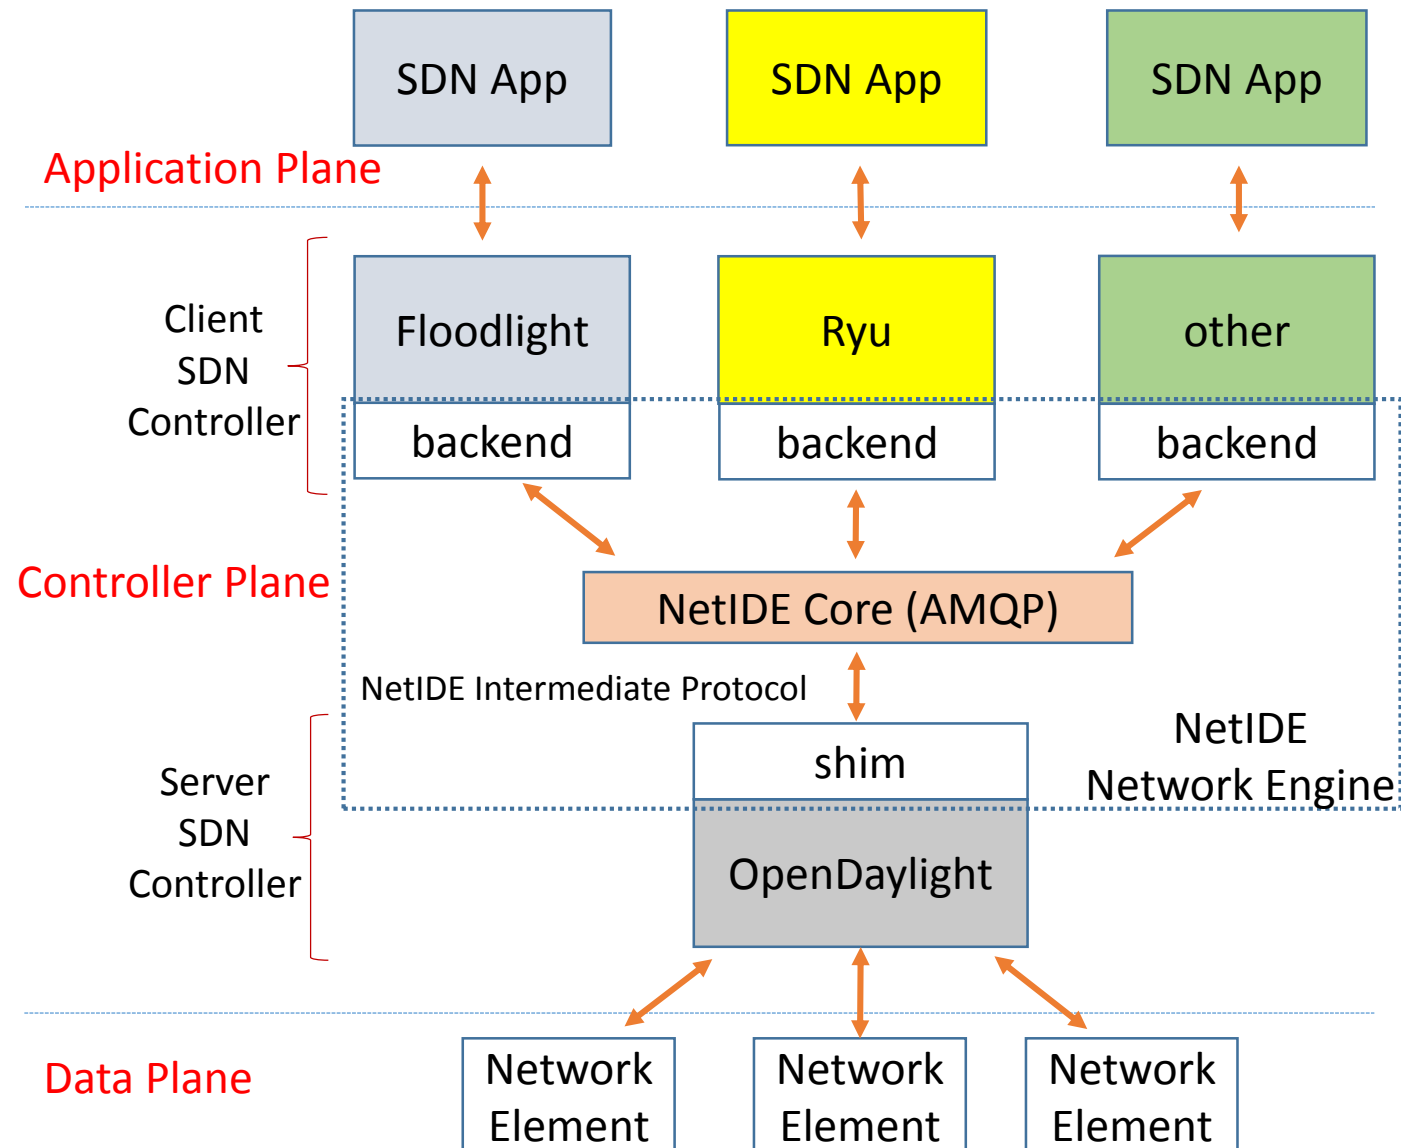 SDN App
SDN App
SDN App
Application Plane
Client
SDN
Controller
Floodlight
Ryu
other
backend
backend
backend
Controller Plane
NetIDE Core (AMQP)
NetIDE Intermediate Protocol
NetIDE
Network Engine
Server
SDN
Controller
shim
OpenDaylight
Data Plane
Network
Element
Network
Element
Network
Element